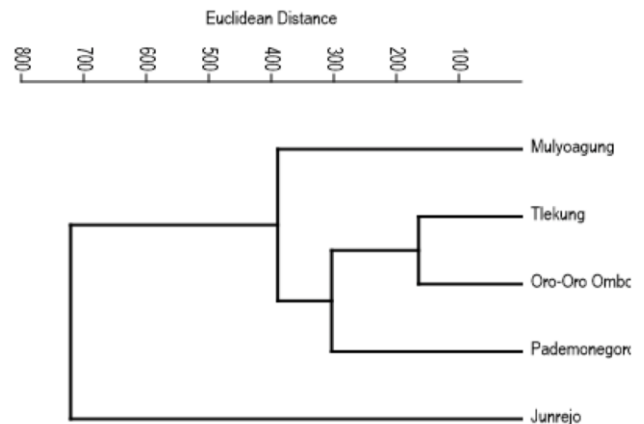 Euclidean Distance
800 700 600 500 400 300 200 100
Mulyoagung
Tlekung
Oro-Oro Ombo
Pademonegoro
Junrejo